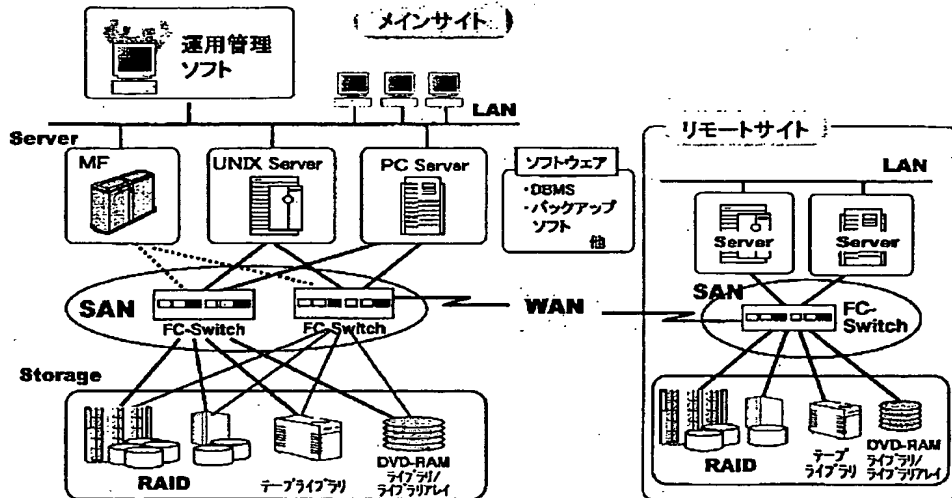 運用管理
ソフト
メインサイト
LAN
Server
MF
UNIX Server
PC Server
ソフトウェア
・DBMS
・バックアップ
ソフト
他
リモートサイト
LAN
Server
Server
SAN
FC-Switch
FC-Switch
WAN
SAN
FC-
Switch
Storage
RAID
テープライブラリ
DVD-RAM
ライブラリ/
ライブラリアレイ
RAID
テープ
ライブラリ
DVD-RAM
ライブラリ/
ライブラリアレイ